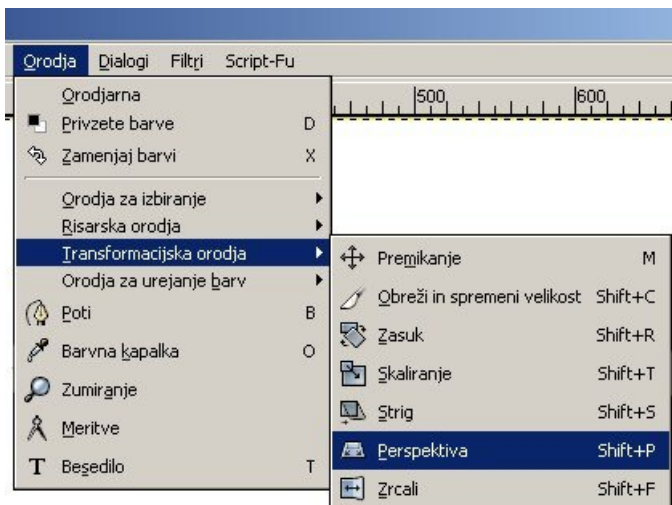 Orodja Dialogi Filtri Script-Fu
500 600
Orodjarna
Privzete barve D
Zamenjaj barvi X
Orodja za izbiranje
Risarska orodja
Transformacijska orodja
Orodja za urejanje barv
Poti B
Barvna kapalka O
Zumiranje
Meritve
Besedilo T
Premikanje M
Obreži in spremeni velikost Shift+C
Zasuk Shift+R
Skaliranje Shift+T
Strig Shift+S
Perspektiva Shift+P
Zrcali Shift+F